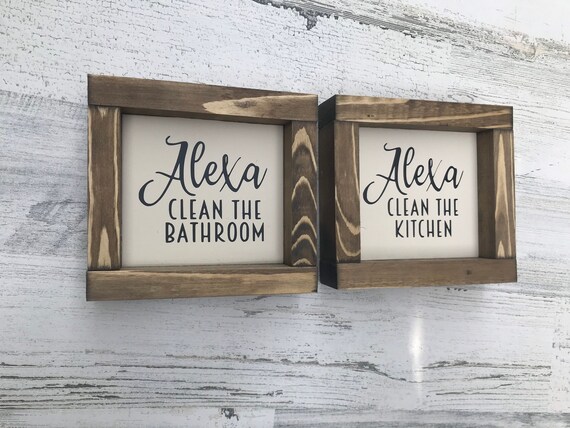 Alexa
CLEAN THE
BATHROOM
Alexa
CLEAN THE
KITCHEN